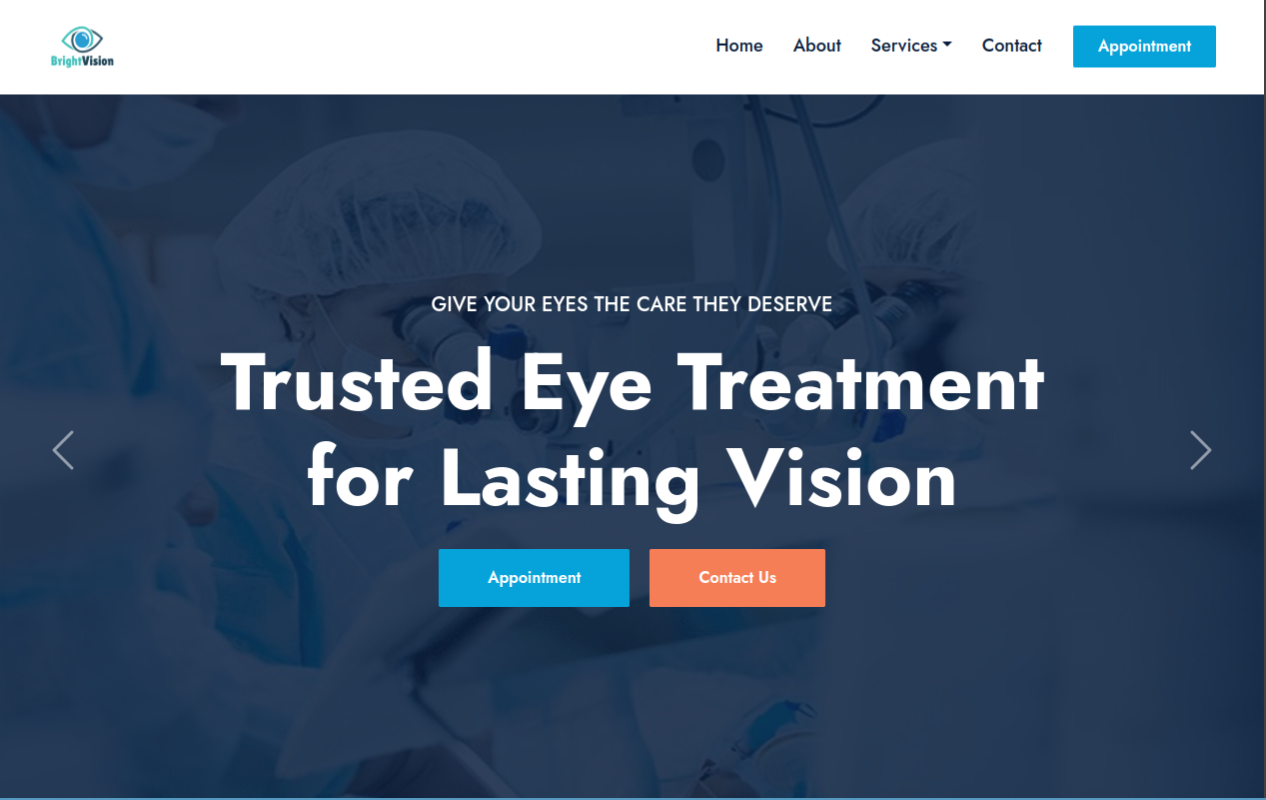 BrightVision
Home About Services Contact Appointment
GIVE YOUR EYES THE CARE THEY DESERVE
Trusted Eye Treatment
for Lasting Vision
Appointment Contact Us